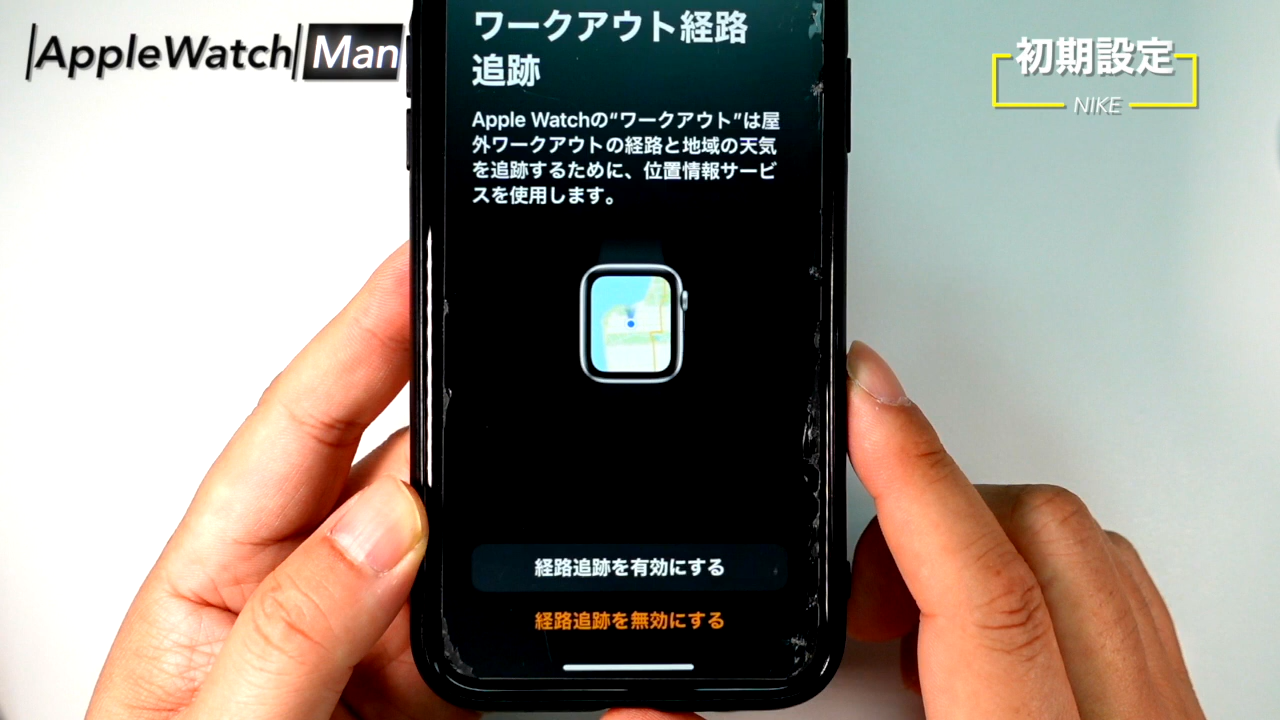 AppleWatch Man
初期設定
NIKE
ワークアウト経路
追跡
Apple Watchの“ワークアウト”は屋
外ワークアウトの経路と地域の天気
を追跡するために、位置情報サービ
スを使用します。
経路追跡を有効にする
経路追跡を無効にする